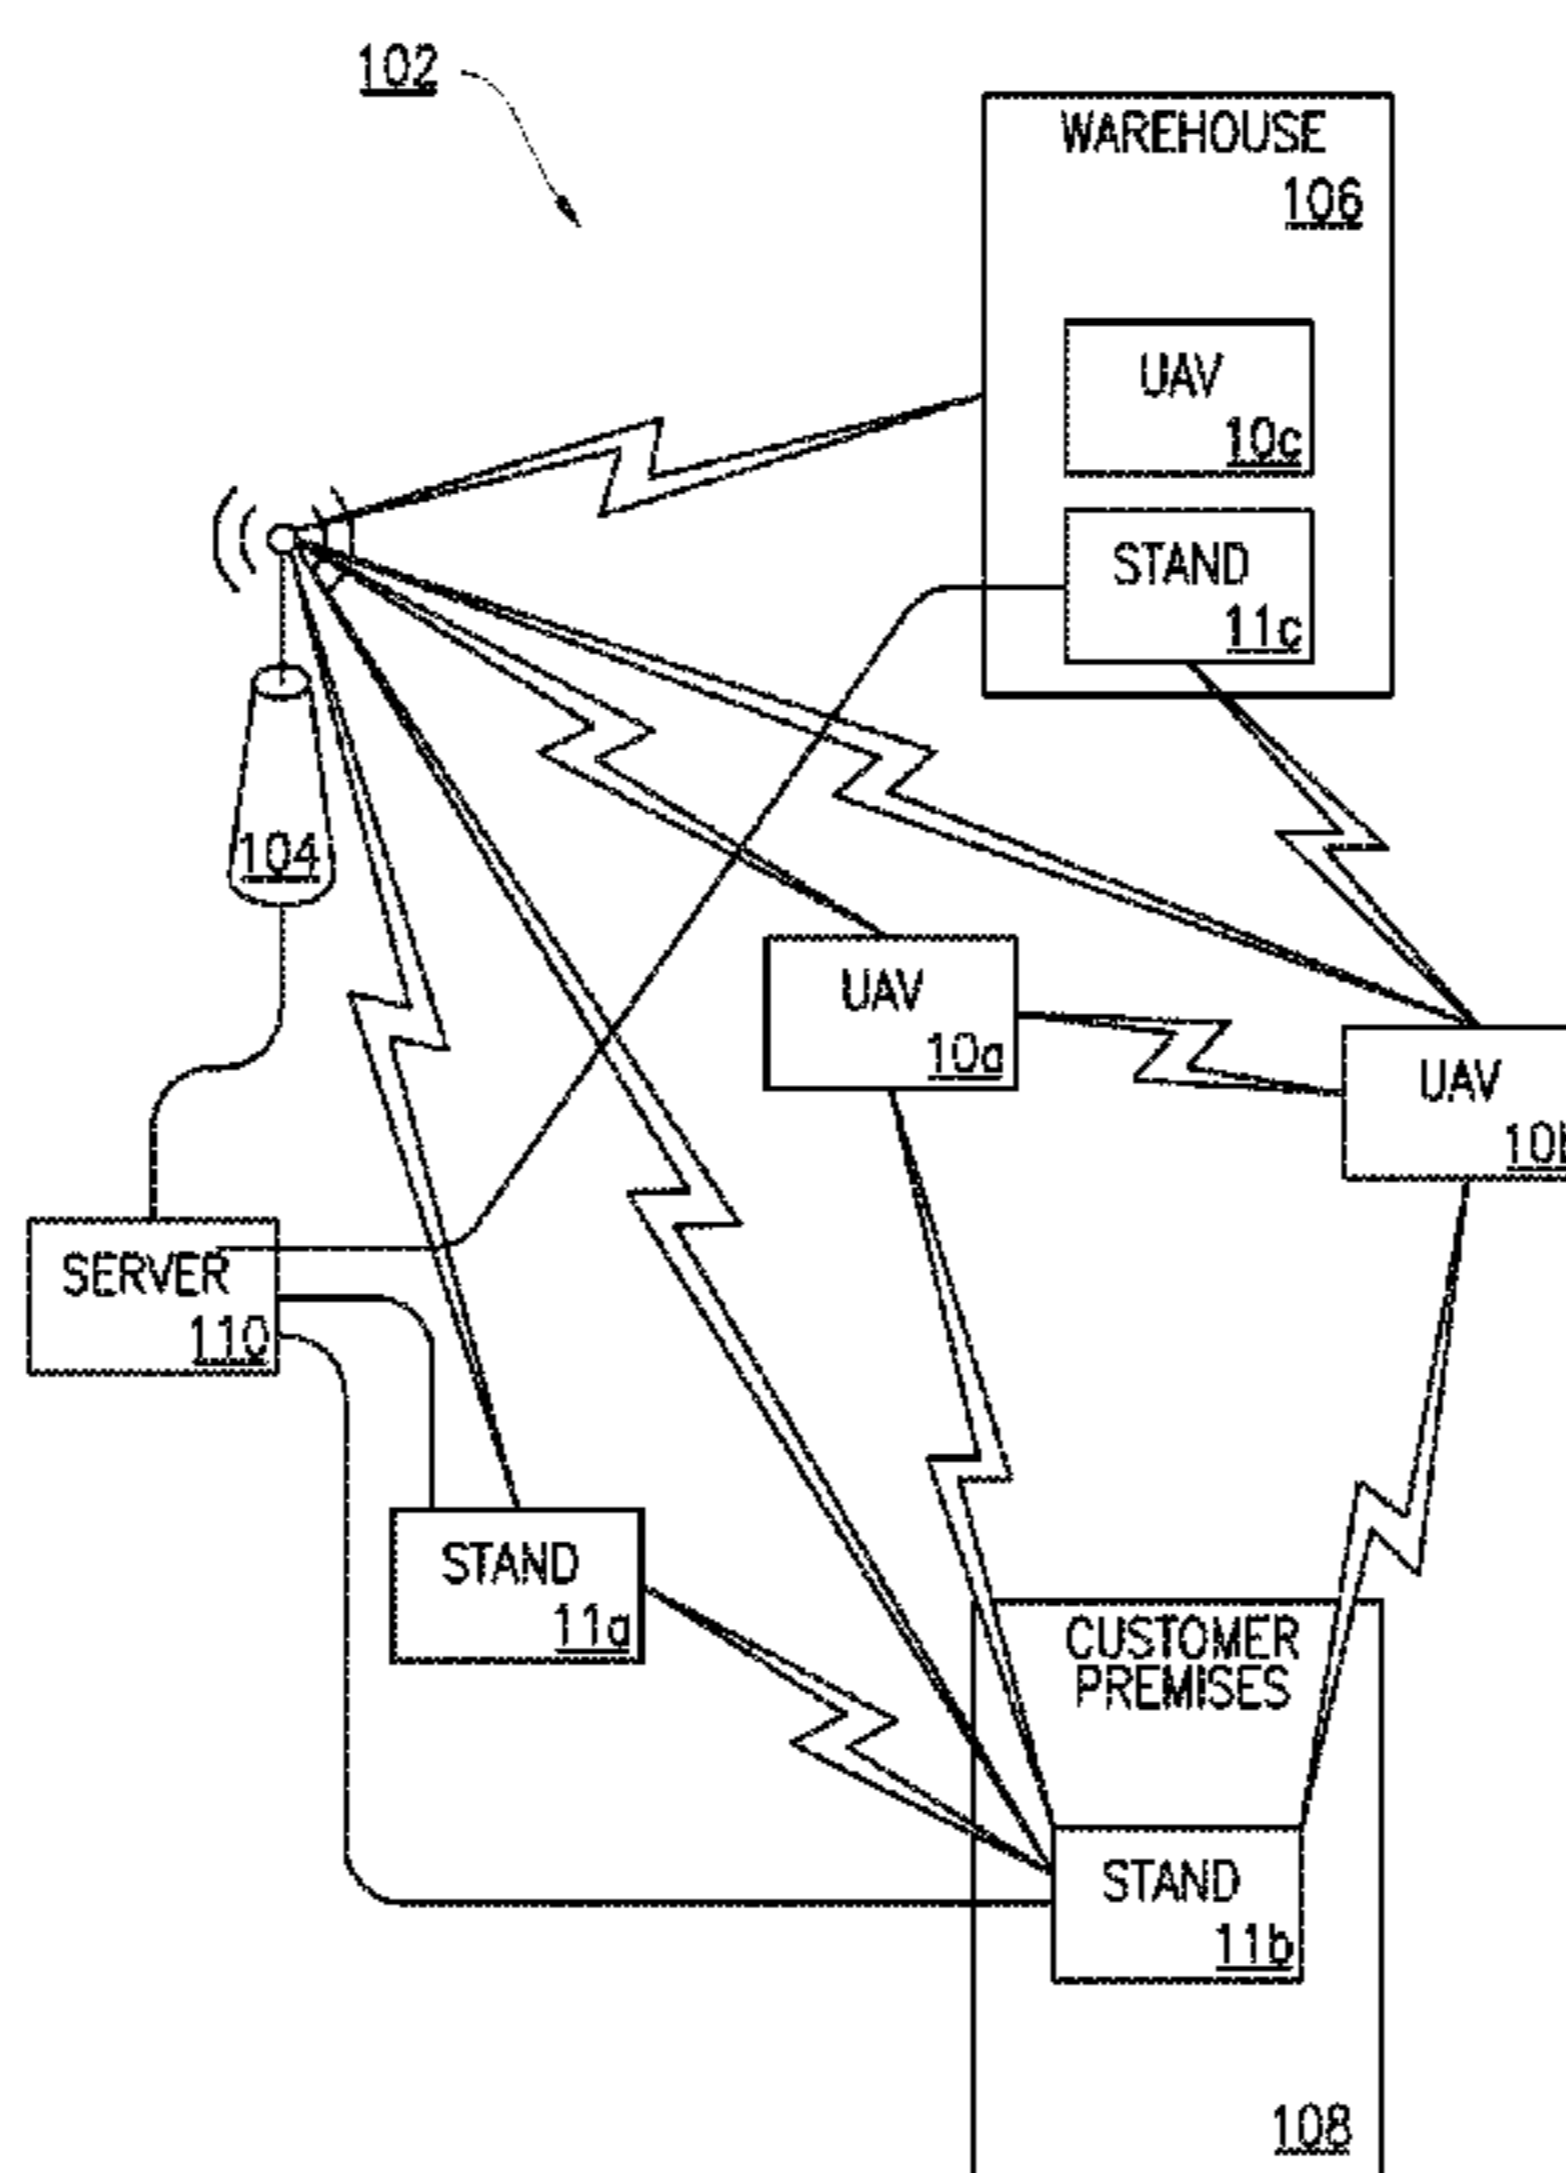 102
WAREHOUSE
106
UAV
10c
STAND
11c
104
UAV
10a
UAV
SERVER
110
STAND
11a
CUSTOMER
PREMISES
STAND
11b
108